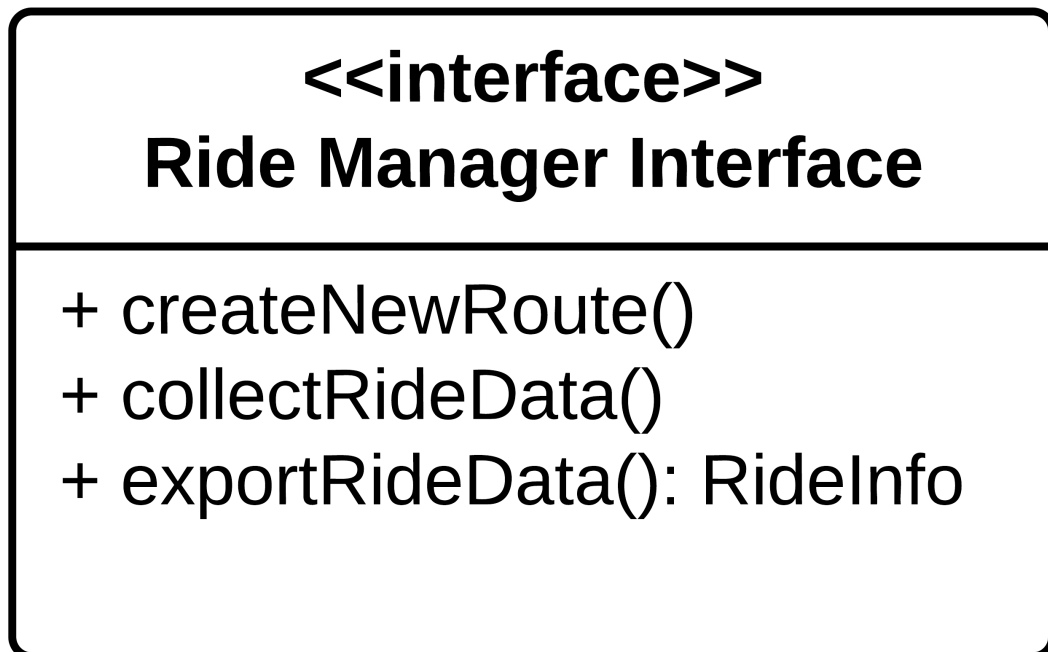 <<interface>>
Ride Manager Interface
+ createNewRoute()
+ collectRideData()
+ exportRideData(): RideInfo